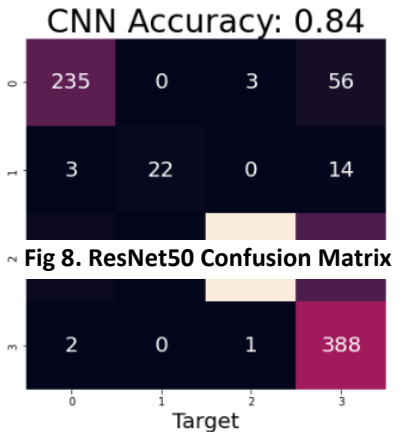 CNN Accuracy: 0.84
0 235 0 3 56
1 3 22 0 14
2 Fig 8. ResNet50 Confusion Matrix
3 2 0 1 388
0 1 2 3
Target